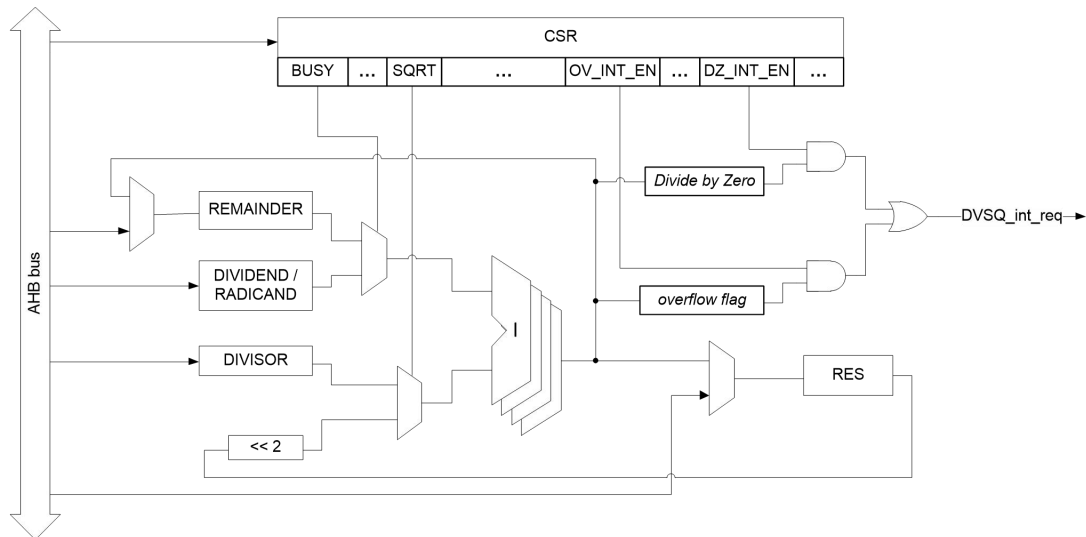 CSR
BUSY ... SQRT ... OV_INT_EN ... DZ_INT_EN ...
Divide by Zero
REMAINDER
DVSQ_int_req
AHB bus
DIVIDEND /
RADICAND
overflow flag
I
DIVISOR
RES
<< 2